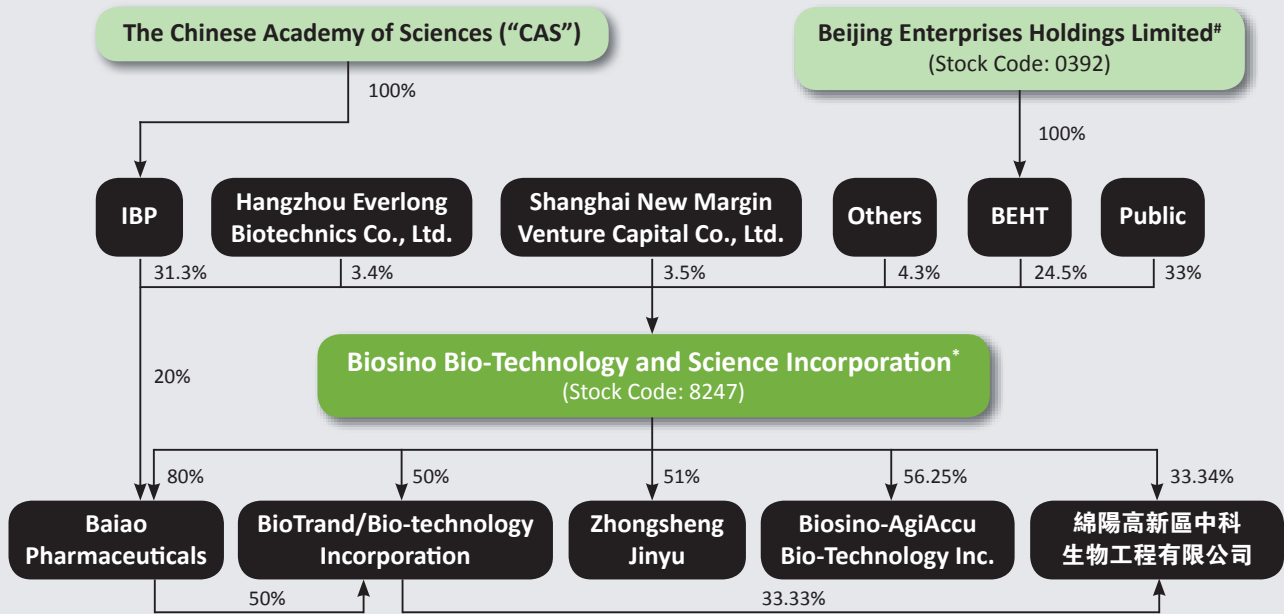 The Chinese Academy of Sciences (“CAS”)
Beijing Enterprises Holdings Limited#
(Stock Code: 0392)
100%
100%
IBP
Hangzhou Everlong
Biotechnics Co., Ltd.
Shanghai New Margin
Venture Capital Co., Ltd.
Others
BEHT
Public
31.3%
3.4%
3.5%
4.3%
24.5%
33%
Biosino Bio-Technology and Science Incorporation*
(Stock Code: 8247)
20%
80%
50%
51%
56.25%
33.34%
Baiao
Pharmaceuticals
BioTrand/Bio-technology
Incorporation
Zhongsheng
Jinyu
Biosino-AgiAccu
Bio-Technology Inc.
綿陽高新區中科
生物工程有限公司
50%
33.33%